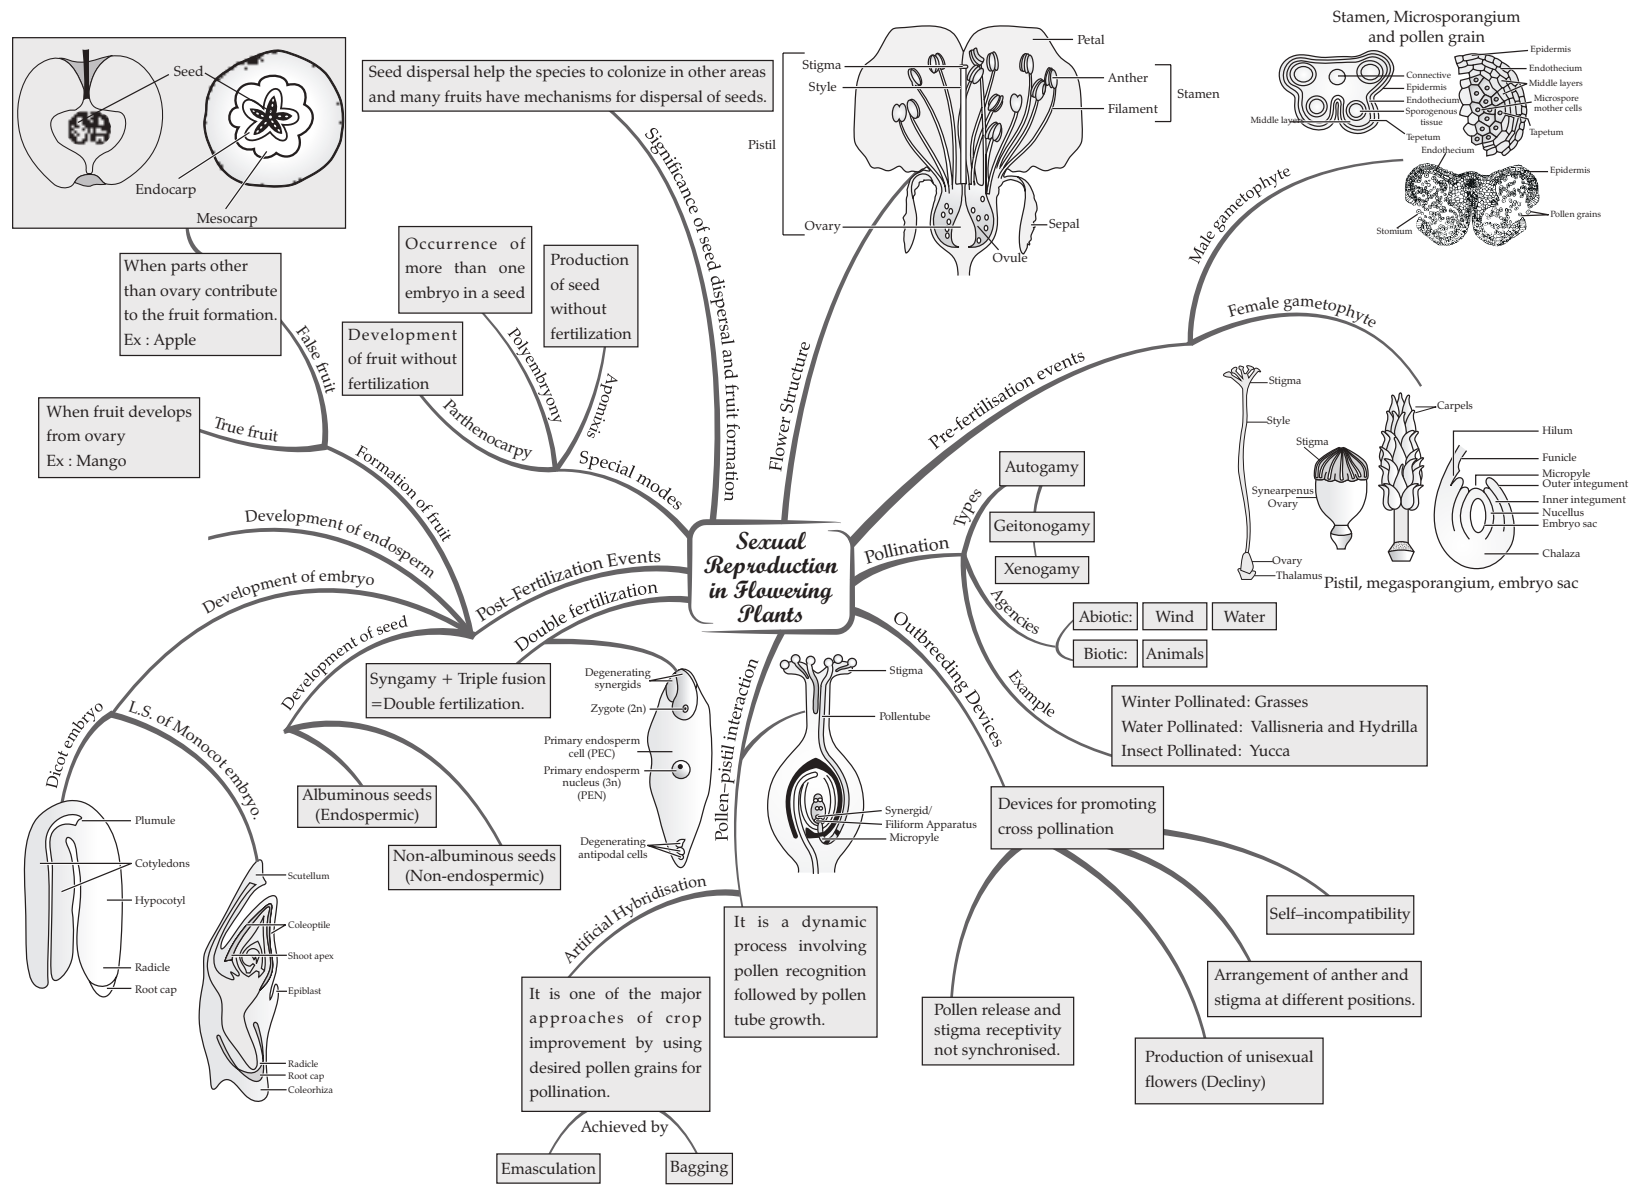 Sexual
Reproduction
in Flowering
Plants
Seed
Endocarp
Mesocarp
Seed dispersal help the species to colonize in other areas
and many fruits have mechanisms for dispersal of seeds.
Significance of seed dispersal and fruit formation
When parts other
than ovary contribute
to the fruit formation.
Ex : Apple
False fruit
When fruit develops
from ovary
Ex : Mango
True fruit
Formation of fruit
Occurrence of
more than one
embryo in a seed
Polyembryony
Production
of seed
without
fertilization
Apomixis
Development
of fruit without
fertilization
Parthenocarpy
Special modes
Flower Structure
Petal
Stigma
Style
Anther
Filament
Stamen
Pistil
Ovary
Sepal
Ovule
Stamen, Microsporangium
and pollen grain
Connective
Epidermis
Endothecium
Sporogenous
tissue
Middle layer
Tepetum
Epidermis
Endothecium
Middle layers
Microspore
mother cells
Tapetum
Endothecium
Epidermis
Pollen grains
Stomium
Male gametophyte
Female gametophyte
Pre-fertilisation events
Stigma
Style
Ovary
Thalamus
Stigma
Synearpenus
Ovary
Carpels
Hilum
Funicle
Micropyle
Outer integument
Inner integument
Nucellus
Embryo sac
Chalaza
Pistil, megasporangium, embryo sac
Pollination
Types
Autogamy
Geitonogamy
Xenogamy
Agencies
Abiotic:
Wind
Water
Biotic:
Animals
Example
Winter Pollinated: Grasses
Water Pollinated: Vallisneria and Hydrilla
Insect Pollinated: Yucca
Outbreeding Devices
Devices for promoting
cross pollination
Self–incompatibility
Arrangement of anther and
stigma at different positions.
Production of unisexual
flowers (Decliny)
Pollen release and
stigma receptivity
not synchronised.
Pollen–pistil interaction
Stigma
Pollentube
Synergid/
Filiform Apparatus
Micropyle
It is a dynamic
process involving
pollen recognition
followed by pollen
tube growth.
Artificial Hybridisation
It is one of the major
approaches of crop
improvement by using
desired pollen grains for
pollination.
Achieved by
Emasculation
Bagging
Double fertilization
Syngamy + Triple fusion
=Double fertilization.
Degenerating
synergids
Zygote (2n)
Primary endosperm
cell (PEC)
Primary endosperm
nucleus (3n)
(PEN)
Degenerating
antipodal cells
Post–Fertilization Events
Development of endosperm
Development of embryo
Development of seed
Albuminous seeds
(Endospermic)
Non-albuminous seeds
(Non-endospermic)
Dicot embryo
L.S. of Monocot embryo.
Plumule
Cotyledons
Hypocotyl
Radicle
Root cap
Scutellum
Coleoptile
Shoot apex
Epiblast
Radicle
Root cap
Coleorhiza